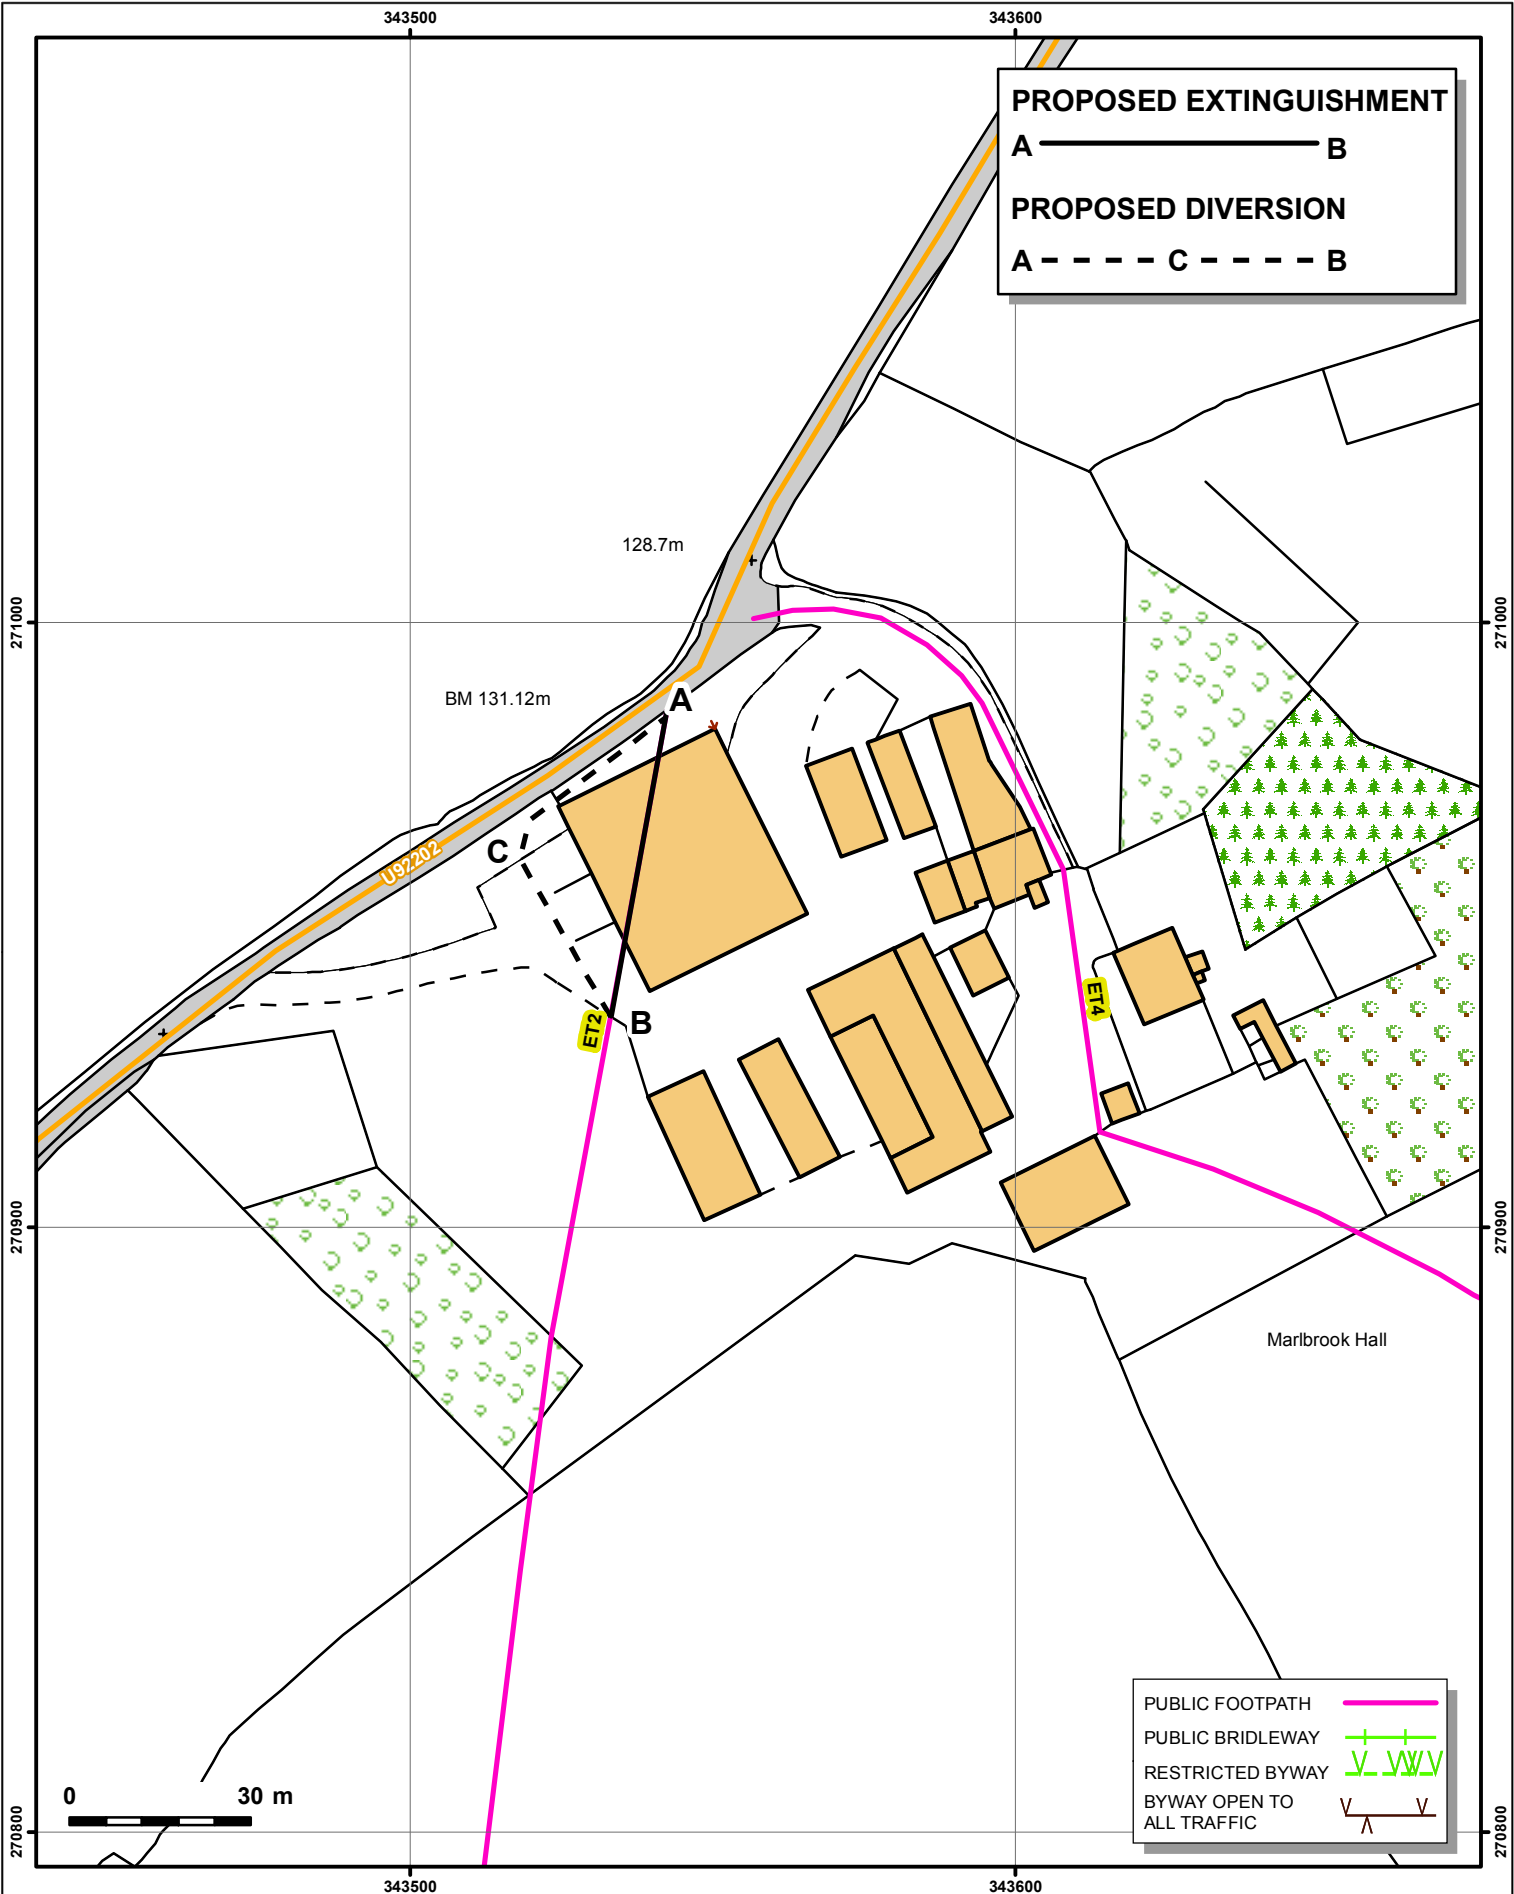 343500
343600
PROPOSED EXTINGUISHMENT
A B
PROPOSED DIVERSION
A C B
128.7m
271000
271000
BM 131.12m
A
C
U92202
ET2
B
ET4
270900
270900
Marlbrook Hall
PUBLIC FOOTPATH
PUBLIC BRIDLEWAY
RESTRICTED BYWAY
BYWAY OPEN TO
ALL TRAFFIC
0 30 m
270800
270800
343500
343600